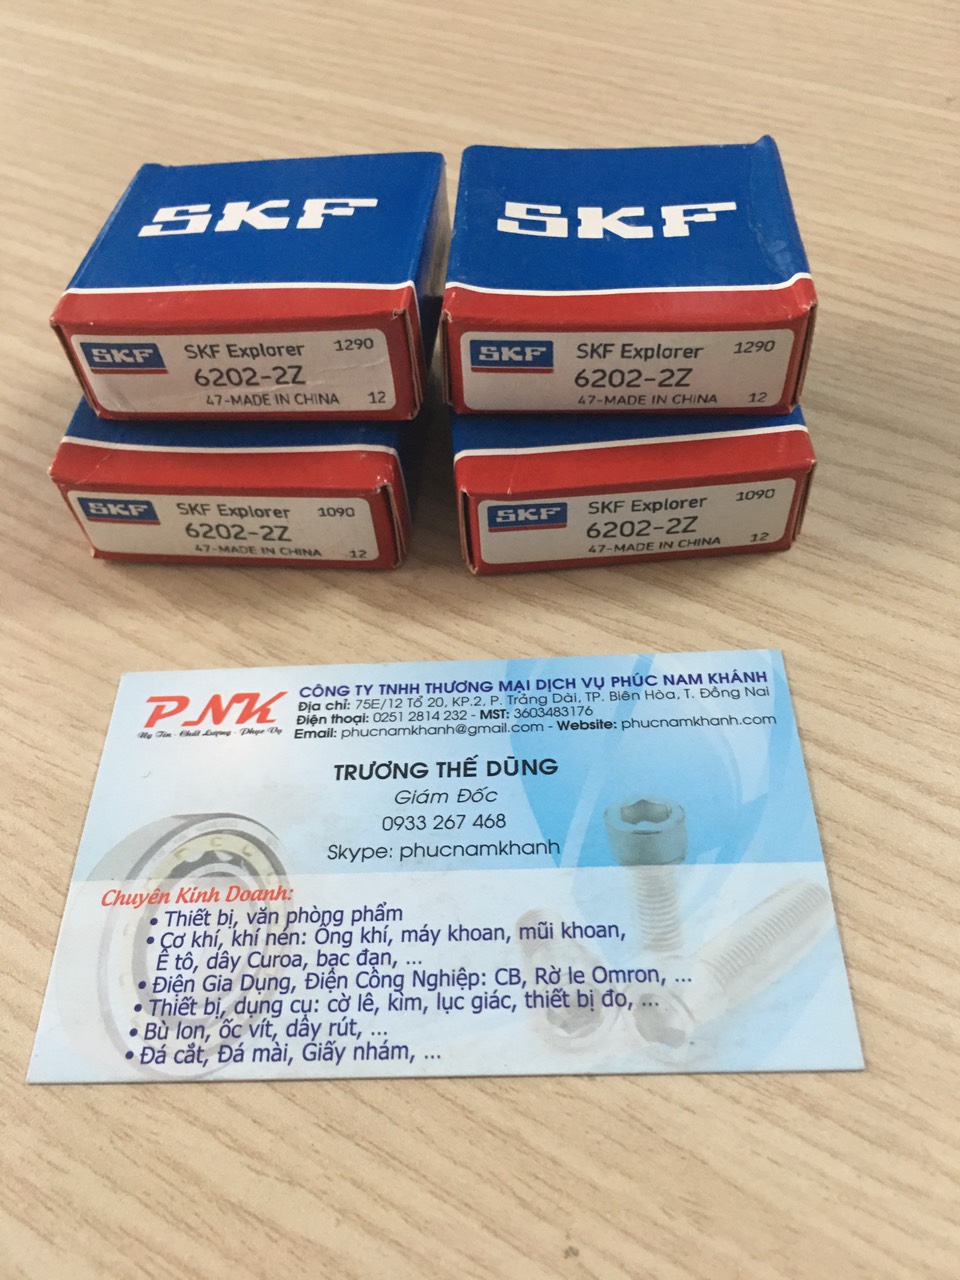 SKF
SKF
SKF
SKF Explorer
1290
6202-2Z
47-MADE IN CHINA
12
SKF
SKF Explorer
1290
6202-2Z
47-MADE IN CHINA
12
SKF
SKF Explorer
1090
6202-2Z
47-MADE IN CHINA
12
SKF
SKF Explorer
1090
6202-2Z
47-MADE IN CHINA
12
PNK
Uy Tín - Chất Lượng - Phục Vụ
CÔNG TY TNHH THƯƠNG MẠI DỊCH VỤ PHÚC NAM KHÁNH
Địa chỉ: 75E/12 Tổ 20, KP.2, P. Trảng Dài, TP. Biên Hòa, T. Đồng Nai
Điện thoại: 0251 2814 232 - MST: 3603483176
Email: phucnamkhanh@gmail.com - Website: phucnamkhanh.com
TRƯƠNG THẾ DŨNG
Giám Đốc
0933 267 468
Skype: phucnamkhanh
Chuyên Kinh Doanh:
• Thiết bị, văn phòng phẩm
• Cơ khí, khí nén: Ống khí, máy khoan, mũi khoan,
Ê tô, dây Curoa, bạc đạn, ...
• Điện Gia Dụng, Điện Công Nghiệp: CB, Rờ le Omron, ...
• Thiết bị, dụng cụ: cờ lê, kìm, lục giác, thiết bị đo, ...
• Bù lon, ốc vít, dây rút, ...
• Đá cắt, Đá mài, Giấy nhám, ...